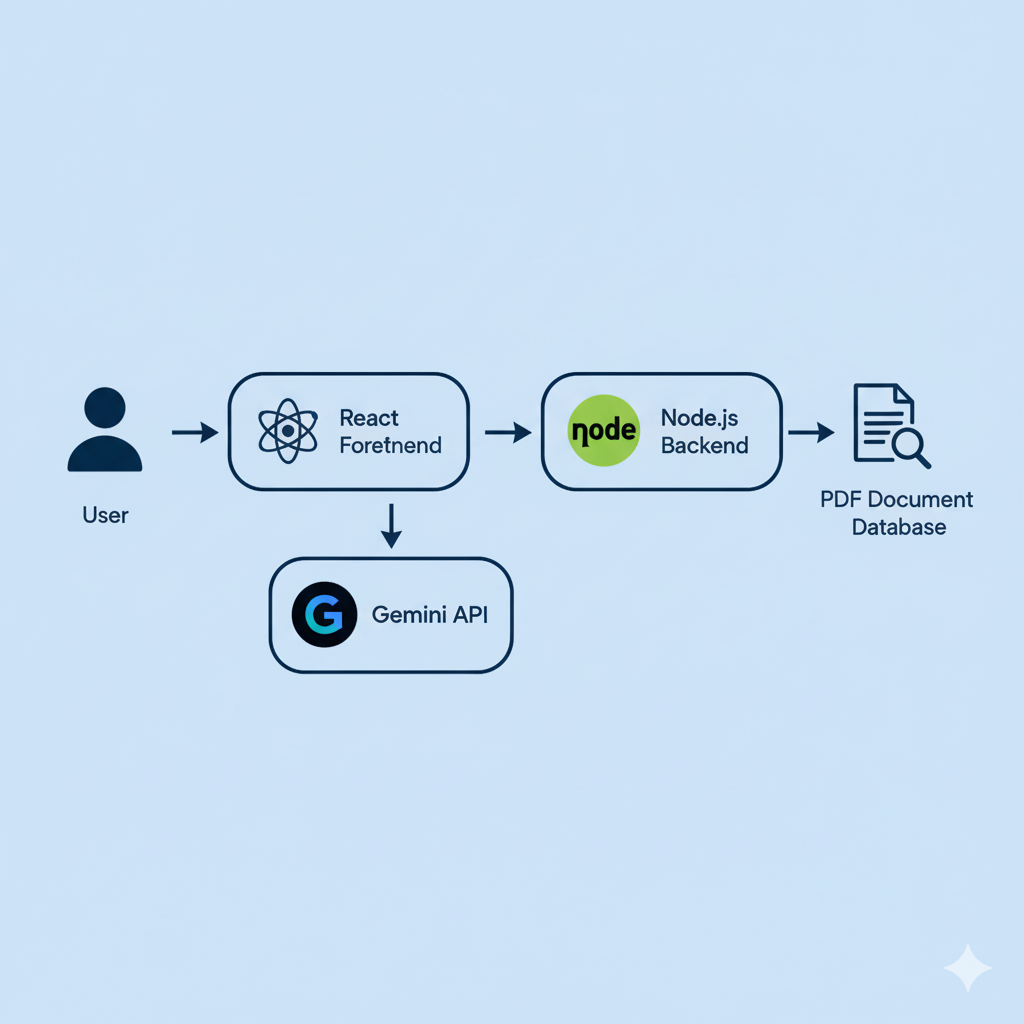 User
React
Foretnend
node
Node.js
Backend
PDF Document
Database
G
Gemini API